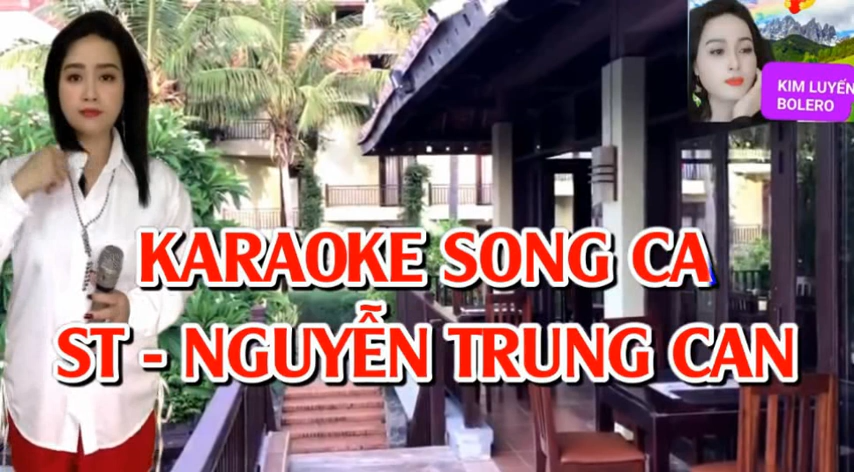 KIM LUYẾN
BOLERO
KARAOKE SONG CA
ST - NGUYỄN TRUNG CAN